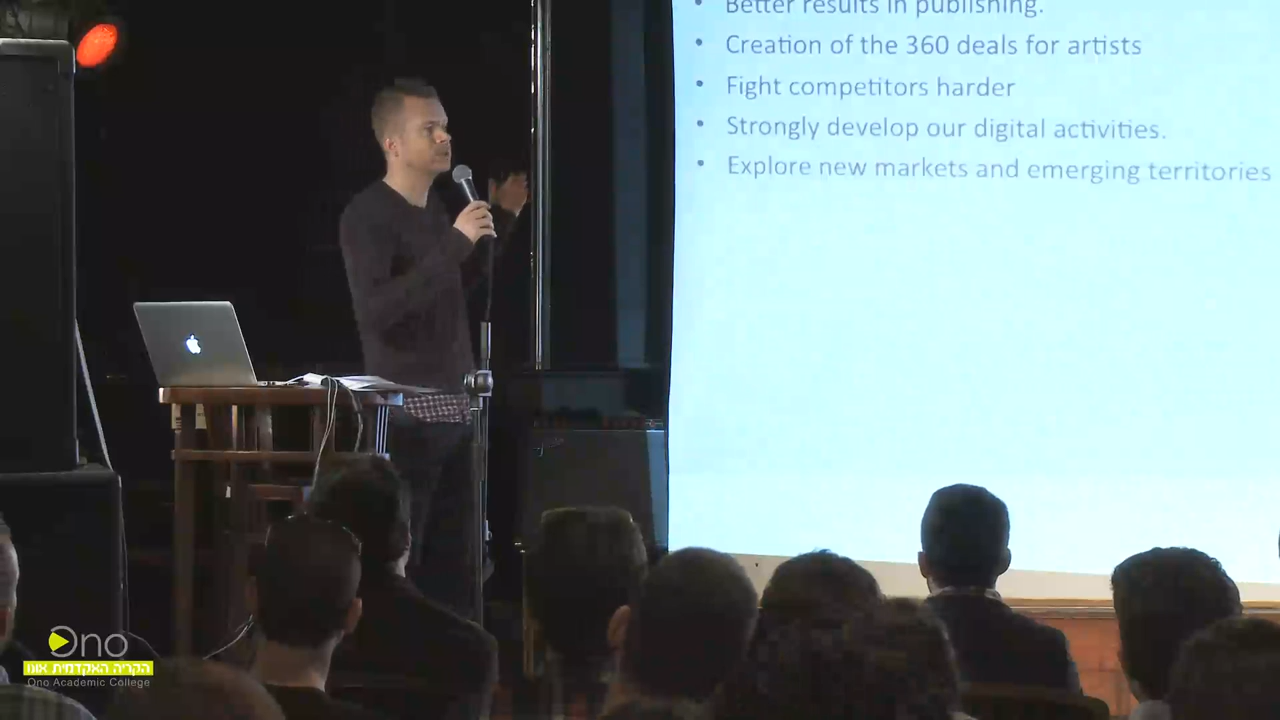 • Better results in publishing.
• Creation of the 360 deals for artists
• Fight competitors harder
• Strongly develop our digital activities.
• Explore new markets and emerging territories
Ono
הקריה האקדמית אונו
Ono Academic College